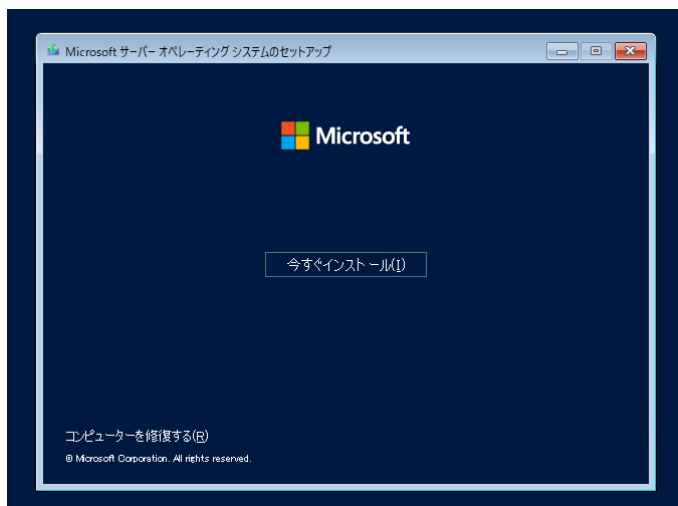 Microsoft サーバー オペレーティング システムのセットアップ
Microsoft
今すぐインストール(I)
コンピューターを修復する(R)
© Microsoft Corporation. All rights reserved.